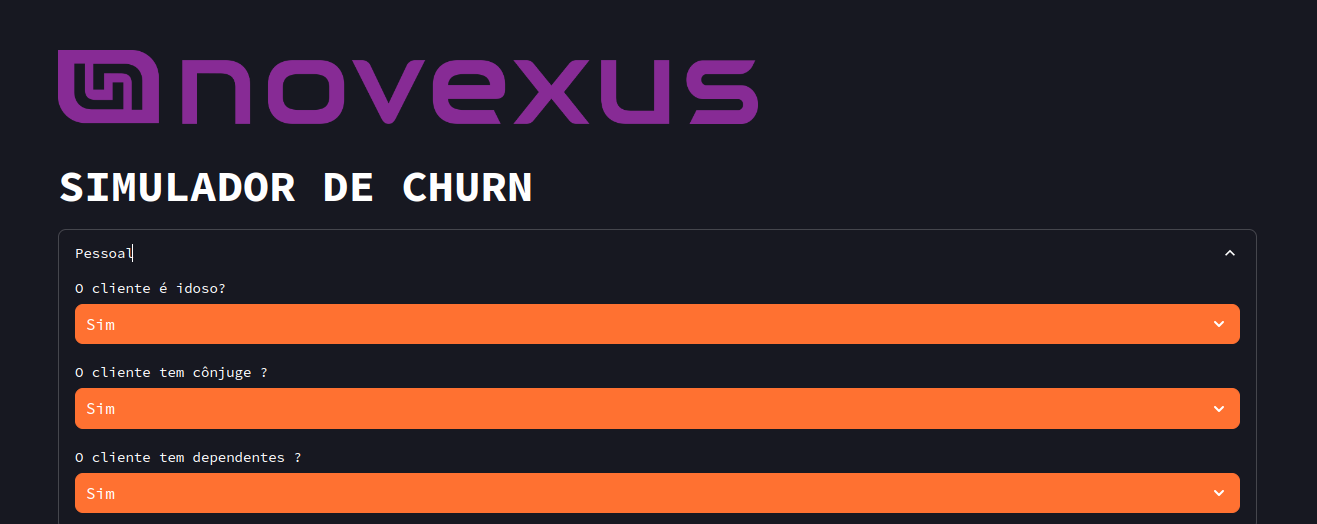 novexus
SIMULADOR DE CHURN
Pessoal
O cliente é idoso?
Sim
O cliente tem cônjuge ?
Sim
O cliente tem dependentes ?
Sim